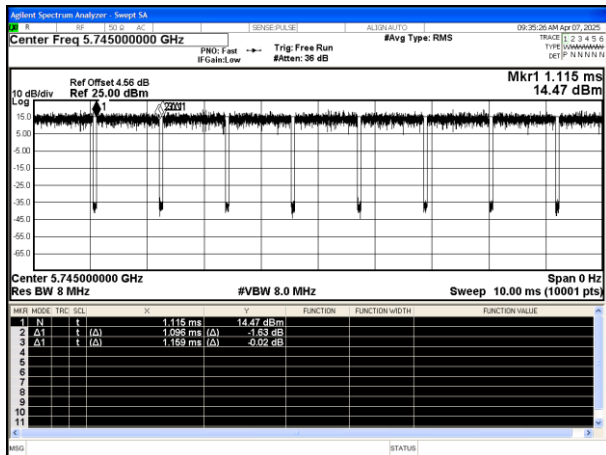 Agilent Spectrum Analyzer - Swept SA
R RF 50 Ω AC SENSE:PULSE ALIGN AUTO 09:35:26 AM Apr 07, 2025
Center Freq 5.745000000 GHz #Avg Type: RMS TRACE 1 2 3 4 5 6
PNO: Fast Trig: Free Run TYPE
IFGain:Low #Atten: 36 dB DET P N N N N N
Mkr1 1.115 ms
Ref Offset 4.56 dB
10 dB/div Ref 25.00 dBm 14.47 dBm
Log
1
15.0
5.00
-5.00
-15.0
-25.0
-35.0
-45.0
-55.0
-65.0
Center 5.745000000 GHz Span 0 Hz
Res BW 8 MHz #VBW 8.0 MHz Sweep 10.00 ms (10001 pts)
MKR MODE TRC SCL X Y FUNCTION FUNCTION WIDTH FUNCTION VALUE
1 N t 1.115 ms 14.47 dBm
2 Δ1 t (Δ) 1.096 ms (Δ) -1.63 dB
3 Δ1 t (Δ) 1.159 ms (Δ) -0.02 dB
4
5
6
7
8
9
10
11
MSG STATUS